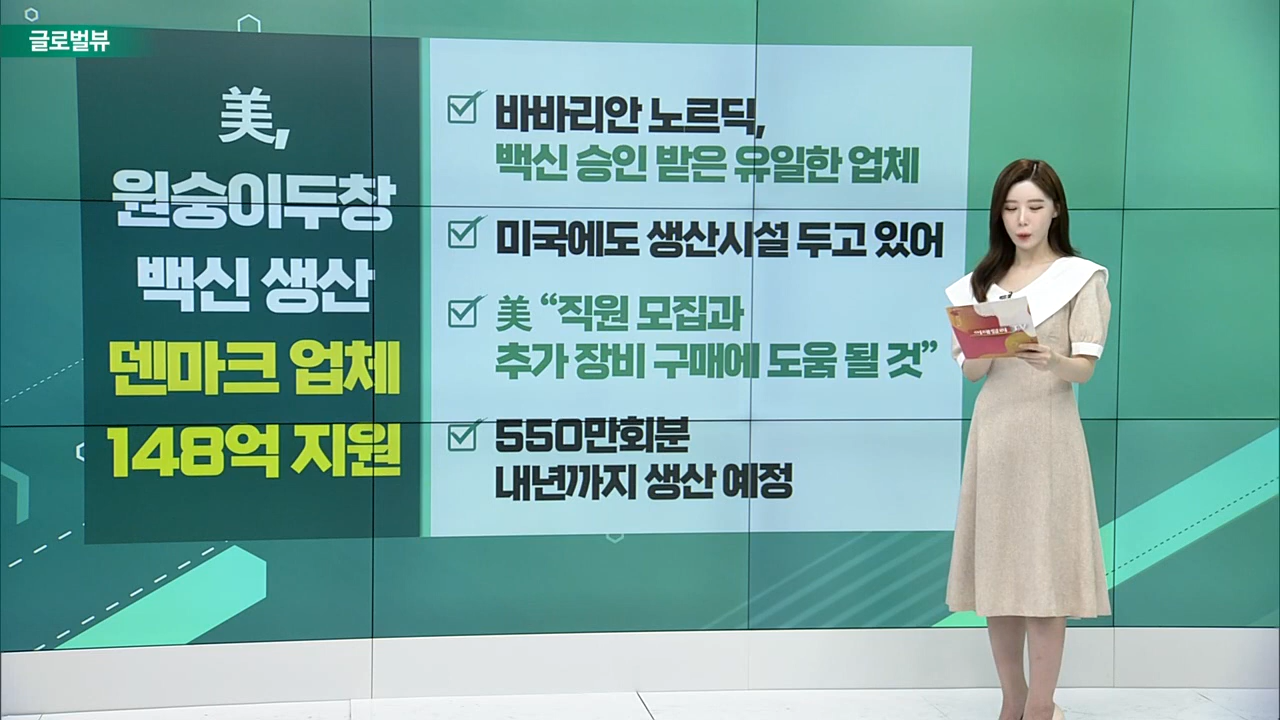 글로벌뷰
美,
원숭이두창
백신 생산
덴마크 업체
148억 지원
바바리안 노르딕,
백신 승인 받은 유일한 업체
미국에도 생산시설 두고 있어
美 “직원 모집과
추가 장비 구매에 도움 될 것”
550만회분
내년까지 생산 예정